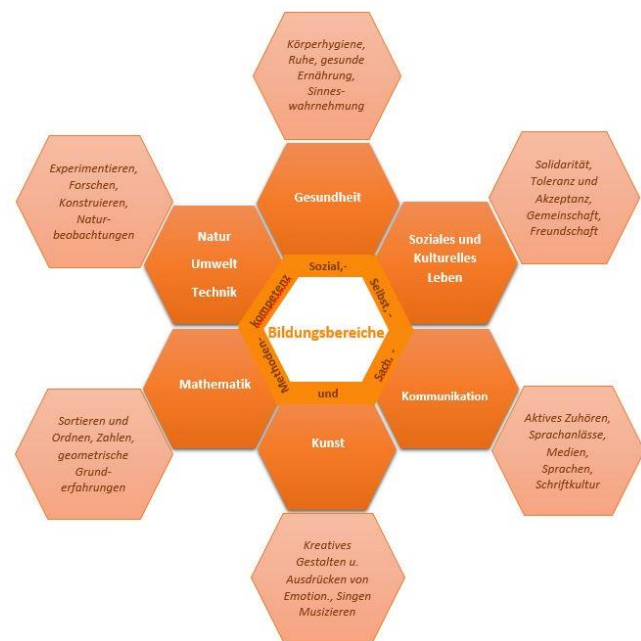 Körperhygiene,
Ruhe, gesunde
Ernährung,
Sinnes-
wahrnehmung
Experimentieren,
Forschen,
Konstruieren,
Natur-
beobachtungen
Solidarität,
Toleranz und
Akzeptanz,
Gemeinschaft,
Freundschaft
Gesundheit
Natur
Umwelt
Technik
Soziales und
Kulturelles
Leben
Sozial,-
Selbst, -
Sach, -
und
Methoden-
kompetenz
Bildungsbereiche
Mathematik
Kommunikation
Kunst
Sortieren und
Ordnen, Zahlen,
geometrische
Grund-
erfahrungen
Aktives Zuhören,
Sprachanlässe,
Medien,
Sprachen,
Schriftkultur
Kreatives
Gestalten u.
Ausdrücken von
Emotion., Singen
Musizieren